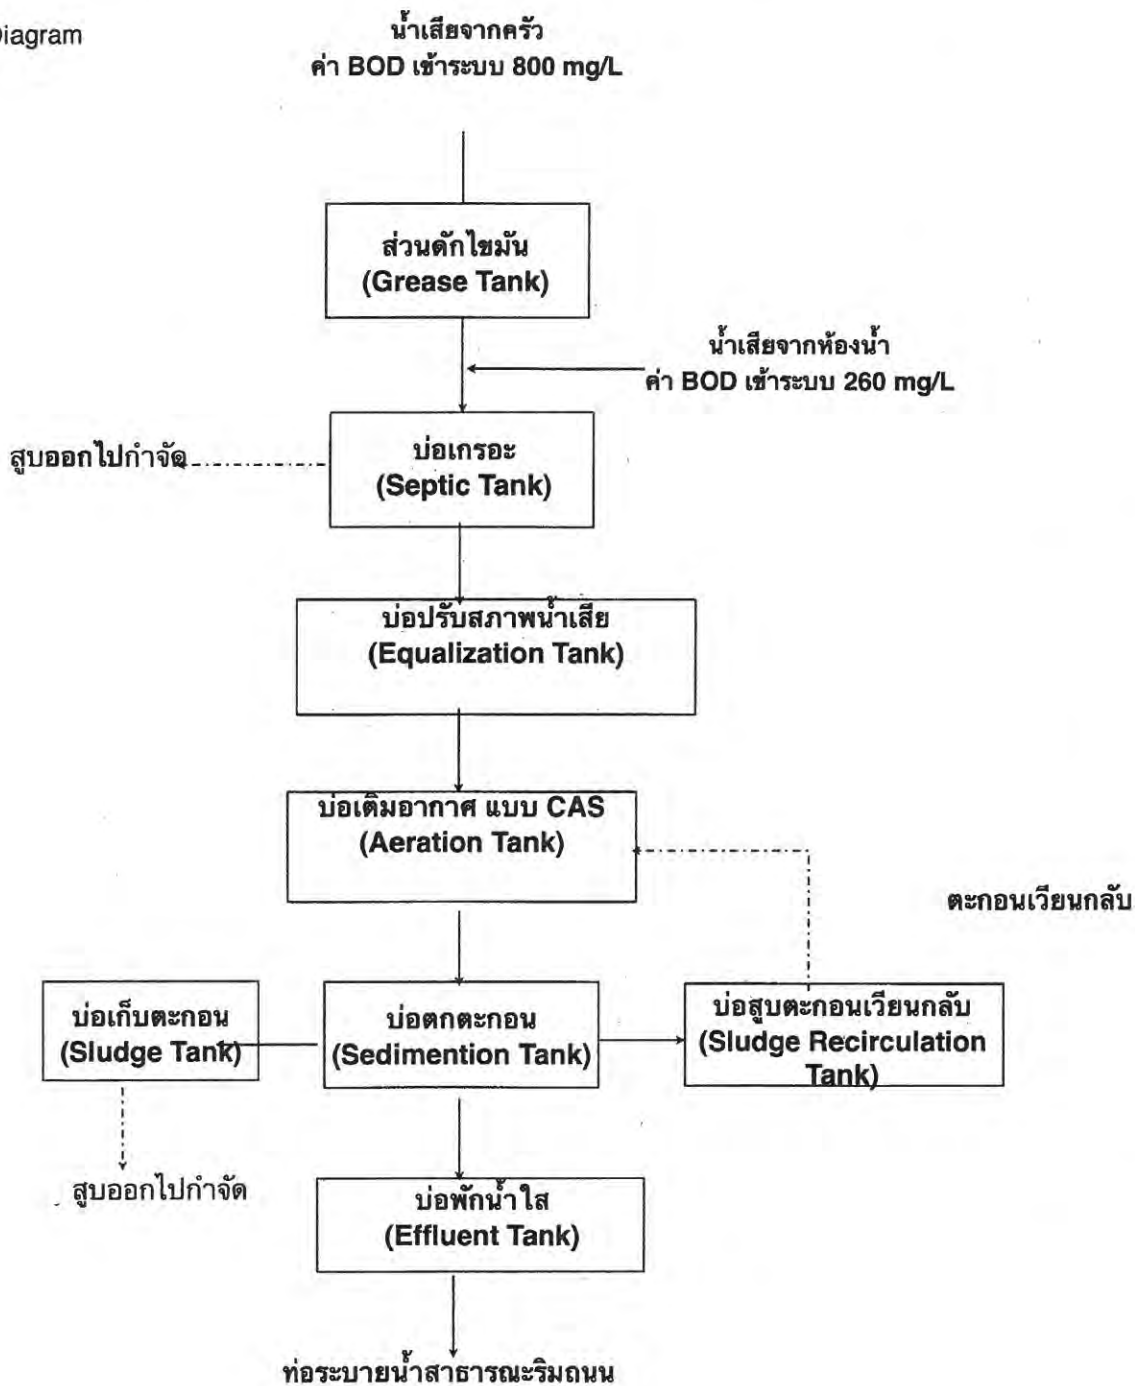 Diagram
น้ำเสียจากครัว
ค่า BOD เข้าระบบ 800 mg/L
ส่วนดักไขมัน
(Grease Tank)
น้ำเสียจากห้องน้ำ
ค่า BOD เข้าระบบ 260 mg/L
สูบออกไปกำจัด
บ่อเกรอะ
(Septic Tank)
บ่อปรับสภาพน้ำเสีย
(Equalization Tank)
บ่อเติมอากาศ แบบ CAS
(Aeration Tank)
ตะกอนเวียนกลับ
บ่อเก็บตะกอน
(Sludge Tank)
บ่อตกตะกอน
(Sedimention Tank)
บ่อสูบตะกอนเวียนกลับ
(Sludge Recirculation
Tank)
สูบออกไปกำจัด
บ่อพักน้ำใส
(Effluent Tank)
ท่อระบายน้ำสาธารณะริมถนน